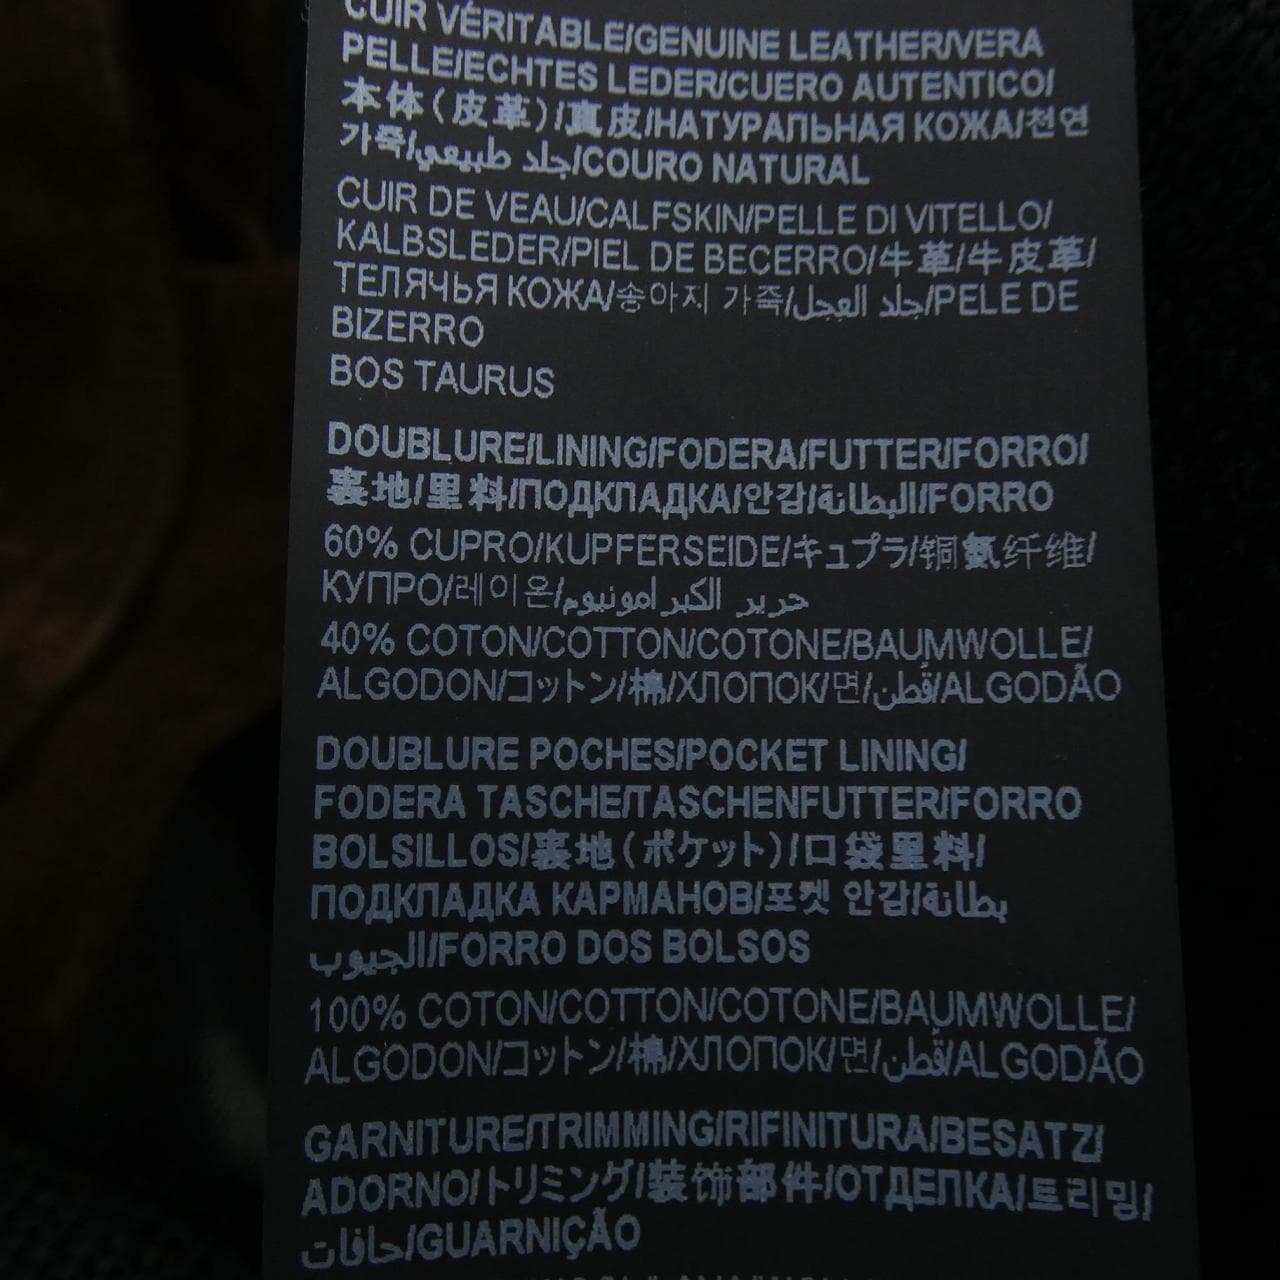 CUIR VÉRITABLE/GENUINE LEATHER/VERA
PELLE/ECHTES LEDER/CUERO AUTENTICO/
本体(皮革)/真皮/НАТУРАЛЬНАЯ КОЖА/천연
가죽/جلد طبيعي/COURO NATURAL
CUIR DE VEAU/CALFSKIN/PELLE DI VITELLO/
KALBSLEDER/PIEL DE BECERRO/牛革/牛皮革/
ТЕЛЯЧЬЯ КОЖА/송아지 가죽/جلد العجل/PELE DE
BIZERRO
BOS TAURUS
DOUBLURE/LINING/FODERA/FUTTER/FORRO/
裏地/里料/ПОДКЛАДКА/안감/البطانة/FORRO
60% CUPRO/KUPFERSEIDE/キュプラ/铜氨纤维/
КУПРО/레이온/حرير الكبرامونيوم
40% COTON/COTTON/COTONE/BAUMWOLLE/
ALGODON/コットン/棉/ХЛОПОК/면/قُطن/ALGODÃO
DOUBLURE POCHES/POCKET LINING/
FODERA TASCHE/TASCHENFUTTER/FORRO
BOLSILLOS/裏地(ポケット)/口袋里料/
ПОДКЛАДКА КАРМАНОВ/포켓 안감/بطانة
الجيوب/FORRO DOS BOLSOS
100% COTON/COTTON/COTONE/BAUMWOLLE/
ALGODON/コットン/棉/ХЛОПОК/면/قُطن/ALGODÃO
GARNITURE/TRIMMING/RIFINITURA/BESATZ/
ADORNO/トリミング/装饰部件/ОТДЕЛКА/트리밍/
حافات/GUARNIÇÃO